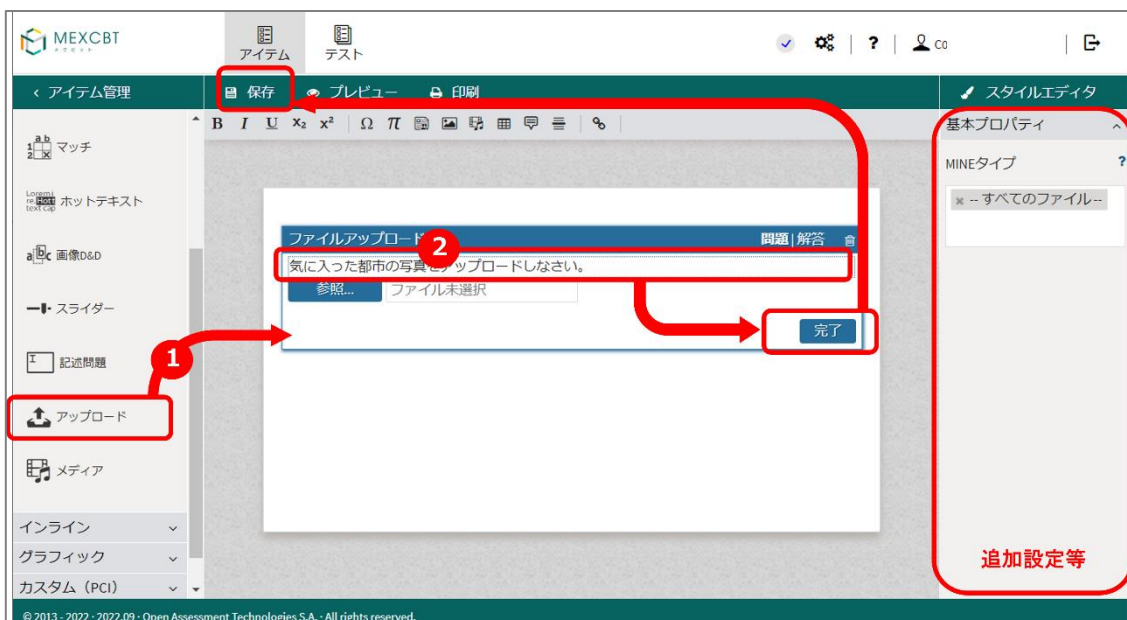 MEXCBT
メクビット
アイテム
テスト
? co
アイテム管理
保存 プレビュー 印刷
スタイルエディタ
B I U X₂ x² Ω π
基本プロパティ
MINEタイプ ?
× -- すべてのファイル --
マッチ
ホットテキスト
画像D&D
スライダー
記述問題
アップロード
メディア
インライン
グラフィック
カスタム（PCI）
ファイルアップロード
問題|解答
気に入った都市の写真をアップロードしなさい。
参照... ファイル未選択
完了
1
2
追加設定等
© 2013 - 2022 · 2022.09 · Open Assessment Technologies S.A. · All rights reserved.